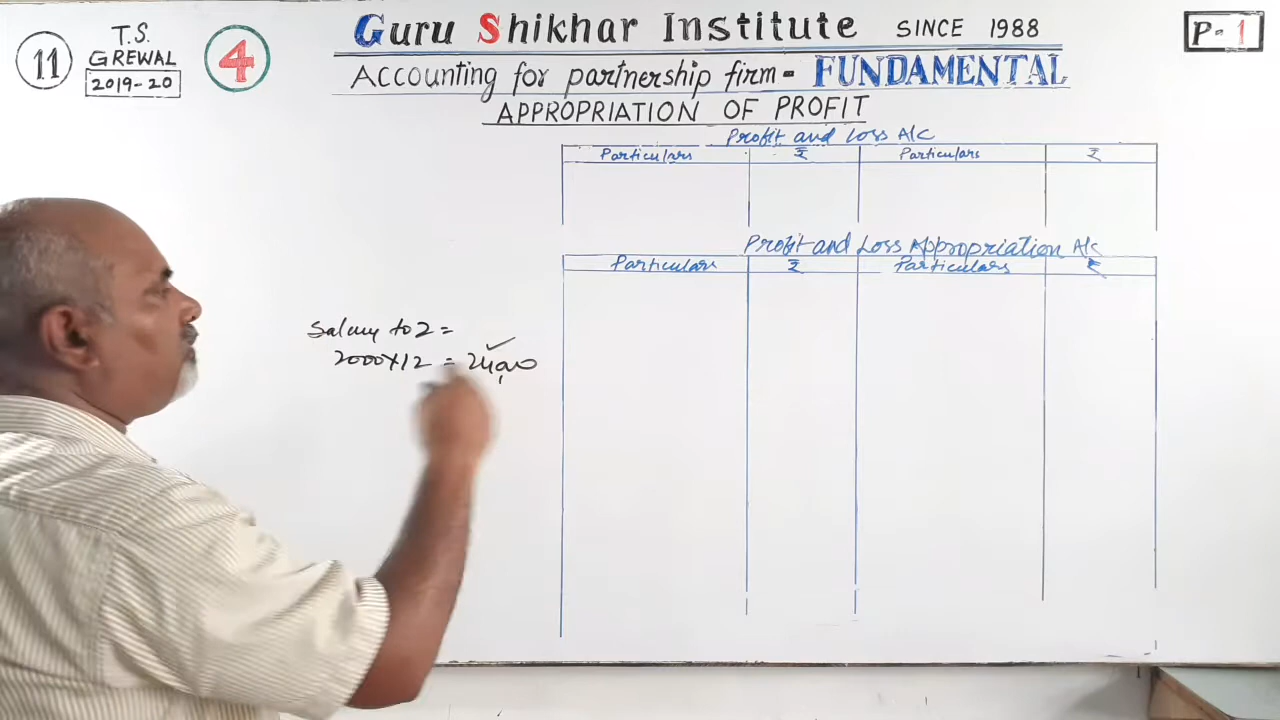 11
T.S.
GREWAL
2019-20
4
Guru Shikhar Institute SINCE 1988
P-1
Accounting for partnership firm - FUNDAMENTAL
APPROPRIATION OF PROFIT
Profit and Loss A/C
Particulars ₹ Particulars ₹
Profit and Loss Appropriation A/c
Particulars ₹ Particulars ₹
Salary to Z =
2000×12 = 24,000